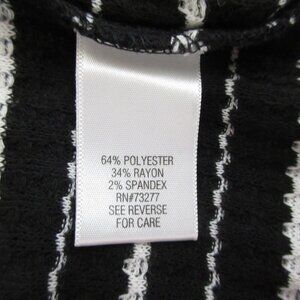 64% POLYESTER
34% RAYON
2% SPANDEX
RN#73277
SEE REVERSE
FOR CARE